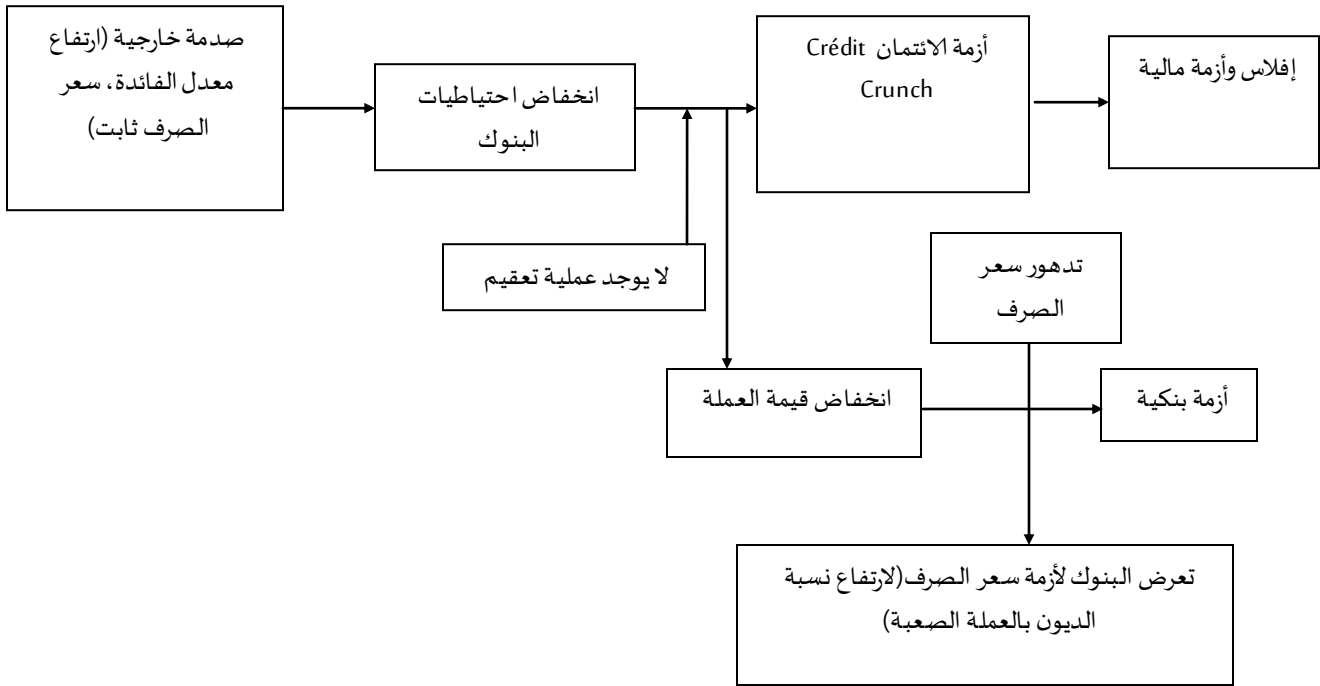 صدمة خارجية (ارتفاع
معدل الفائدة، سعر
الصرف ثابت)
انخفاض احتياطيات
البنوك
أزمة الائتمان Crédit
Crunch
إفلاس وأزمة مالية
لا يوجد عملية تعقيم
تدهور سعر
الصرف
انخفاض قيمة العملة
أزمة بنكية
تعرض البنوك لأزمة سعر الصرف(لارتفاع نسبة
الديون بالعملة الصعبة)